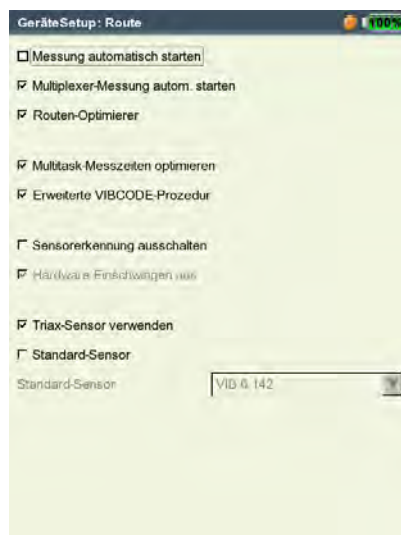 GeräteSetup: Route
100%
Messung automatisch starten
Multiplexer-Messung autom. starten
Routen-Optimierer
Multitask-Messzeiten optimieren
Erweiterte VIBCODE-Prozedur
Sensorerkennung ausschalten
Hardware Einschwingen aus
Triax-Sensor verwenden
Standard-Sensor
Standard-Sensor VIB 6.142